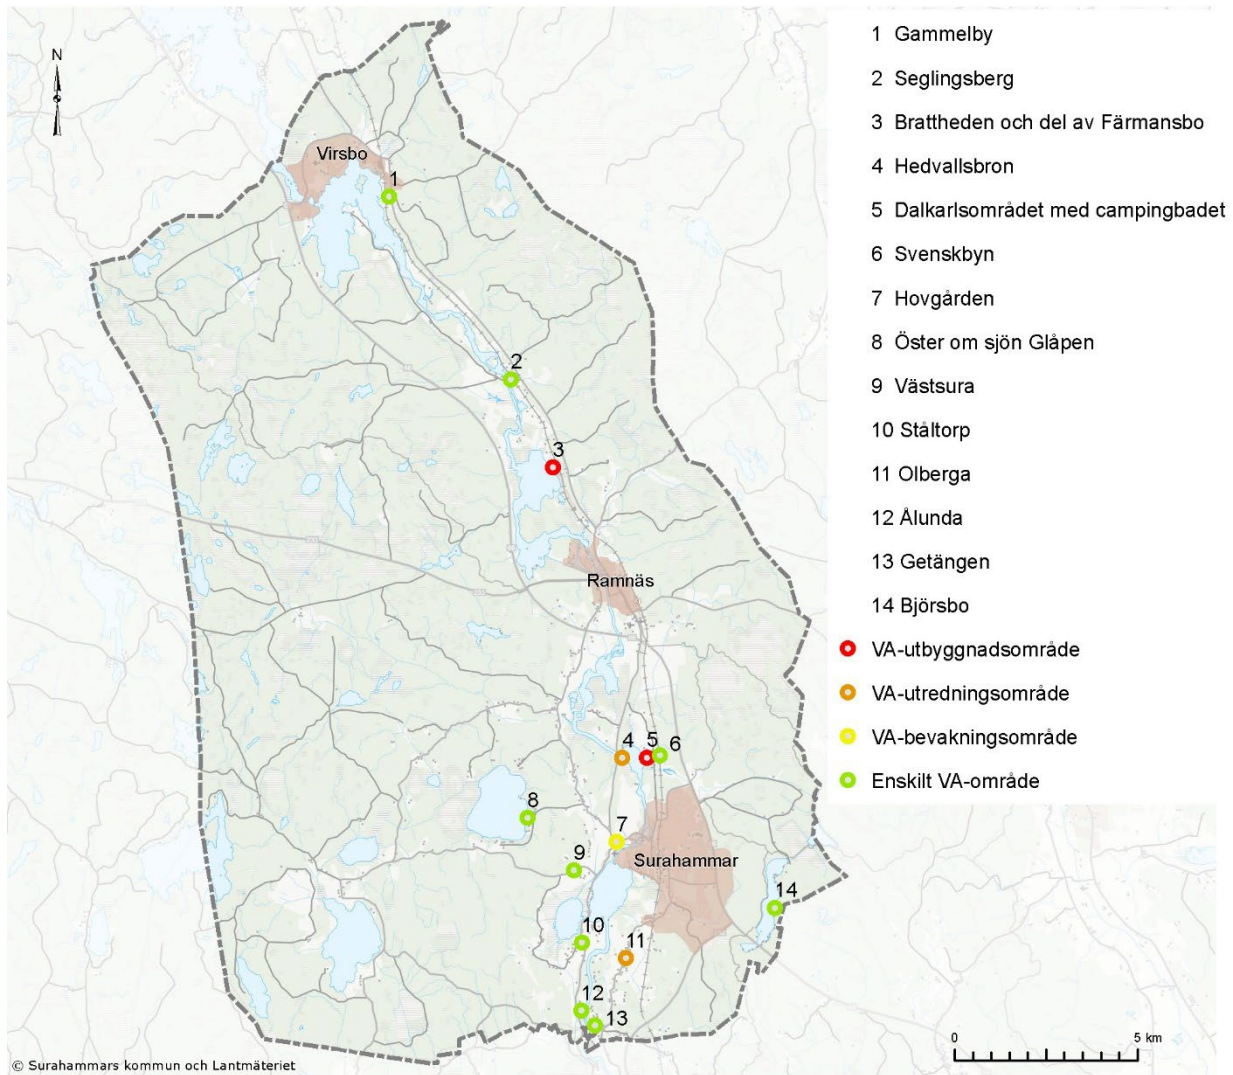 N
Virsbo
1
2
3
Ramnäs
4
5
6
8
7
9
Surahammar
14
10
11
12
13
1 Gammelby
2 Seglingsberg
3 Brattheden och del av Färmansbo
4 Hedvallsbron
5 Dalkarlsområdet med campingbadet
6 Svenskbyn
7 Hovgården
8 Öster om sjön Glåpen
9 Västsura
10 Ståltorp
11 Olberga
12 Ålunda
13 Getängen
14 Björsbo
VA-utbyggnadsområde
VA-utredningsområde
VA-bevakningsområde
Enskilt VA-område
0 5 km
© Surahammars kommun och Lantmäteriet